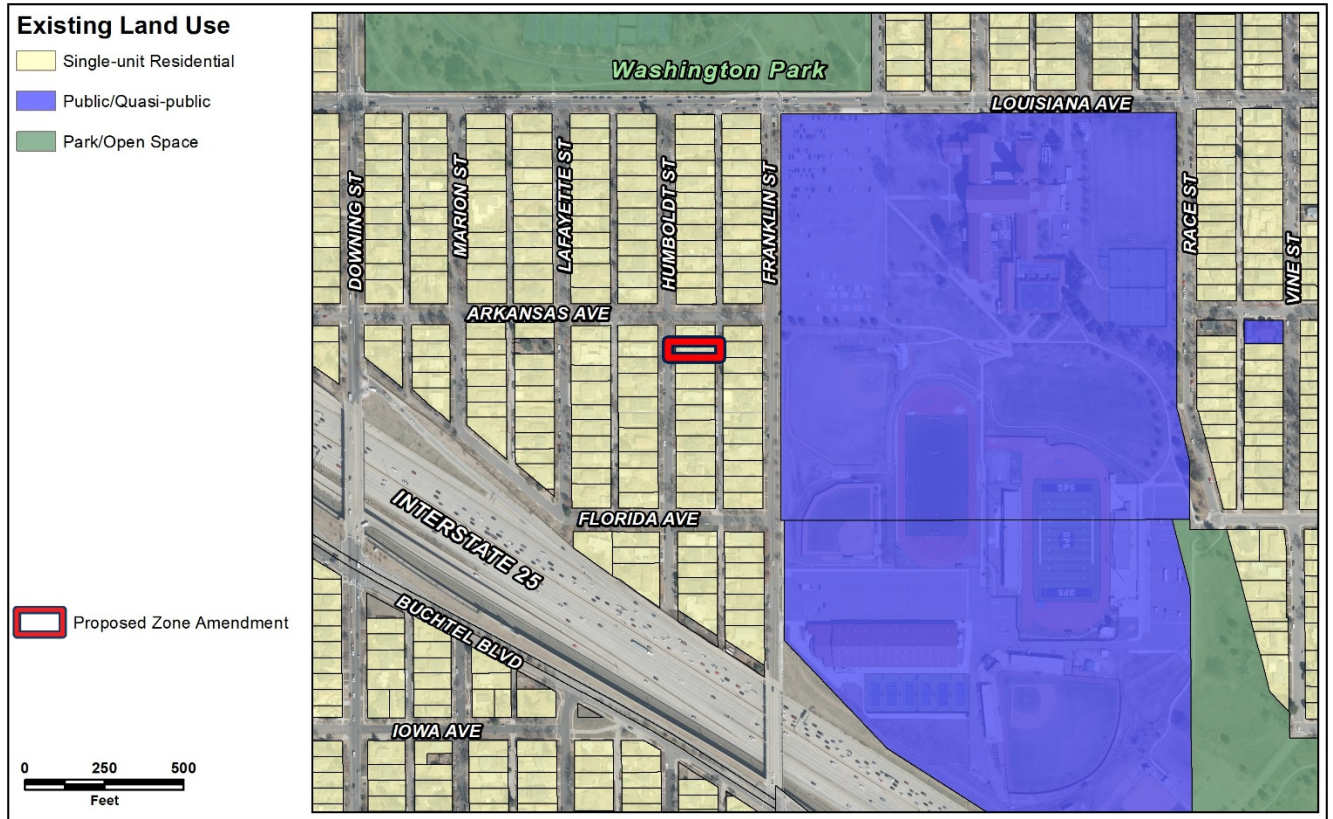 Existing Land Use
Single-unit Residential
Public/Quasi-public
Park/Open Space
Proposed Zone Amendment
0 250 500
Feet
Washington Park
LOUISIANA AVE
DOWNING ST
MARION ST
LAFAYETTE ST
HUMBOLDT ST
FRANKLIN ST
RACE ST
VINE ST
ARKANSAS AVE
FLORIDA AVE
INTERSTATE 25
BUCHTEL BLVD
IOWA AVE
DPS
DPS